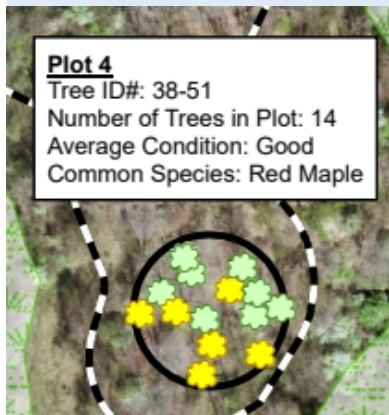 Plot 4
Tree ID#: 38-51
Number of Trees in Plot: 14
Average Condition: Good
Common Species: Red Maple